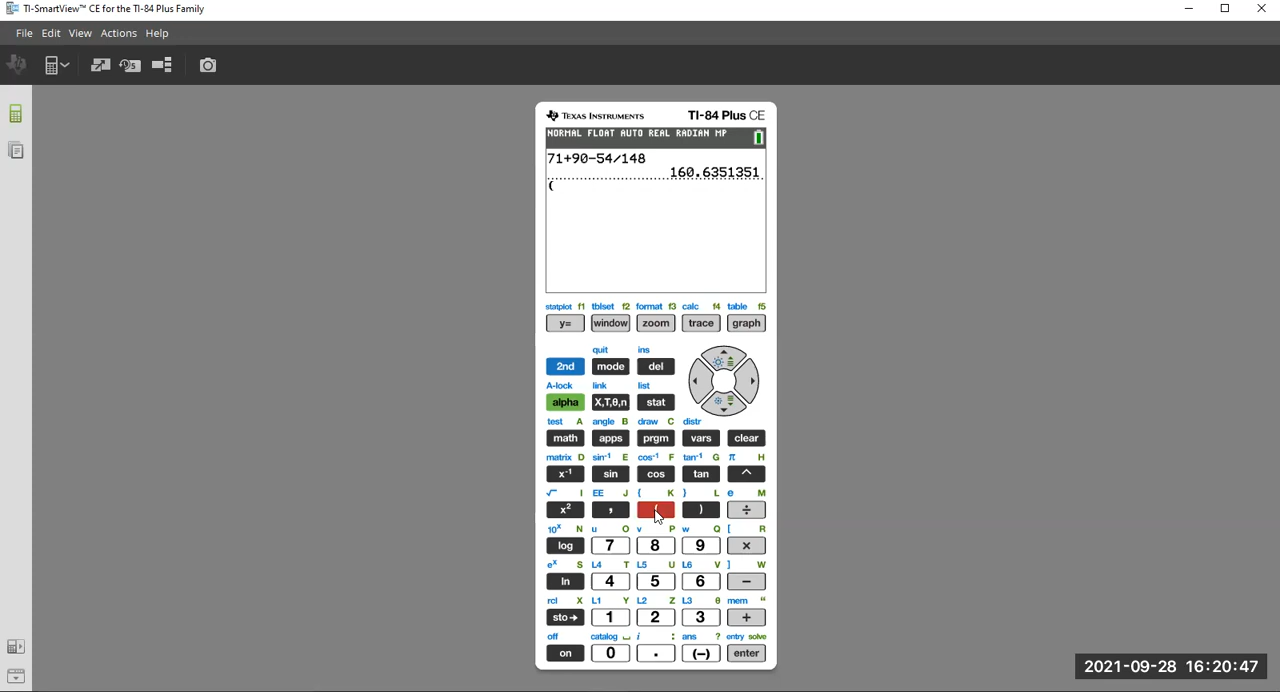 TI-SmartView™ CE for the TI-84 Plus Family
File Edit View Actions Help
TEXAS INSTRUMENTS TI-84 Plus CE
NORMAL FLOAT AUTO REAL RADIAN MP
71+90-54/148
160.6351351
(
statplot f1 tblset f2 format f3 calc f4 table f5
y= window zoom trace graph
quit ins
2nd mode del
A-lock link list
alpha X,T,θ,n stat
test A angle B draw C distr
math apps prgm vars clear
matrix D sin-1 E cos-1 F tan-1 G π H
x-1 sin cos tan ^
√ I EE J { K } L e M
x² , ( ) ÷
10x N u O v P w Q [ R
log 7 8 9 ×
ex S L4 T L5 U L6 V ] W
ln 4 5 6 −
rcl X L1 Y L2 Z L3 θ mem “
sto→ 1 2 3 +
off catalog ⎵ i : ans ? entry solve
on 0 . (−) enter
2021-09-28 16:20:47